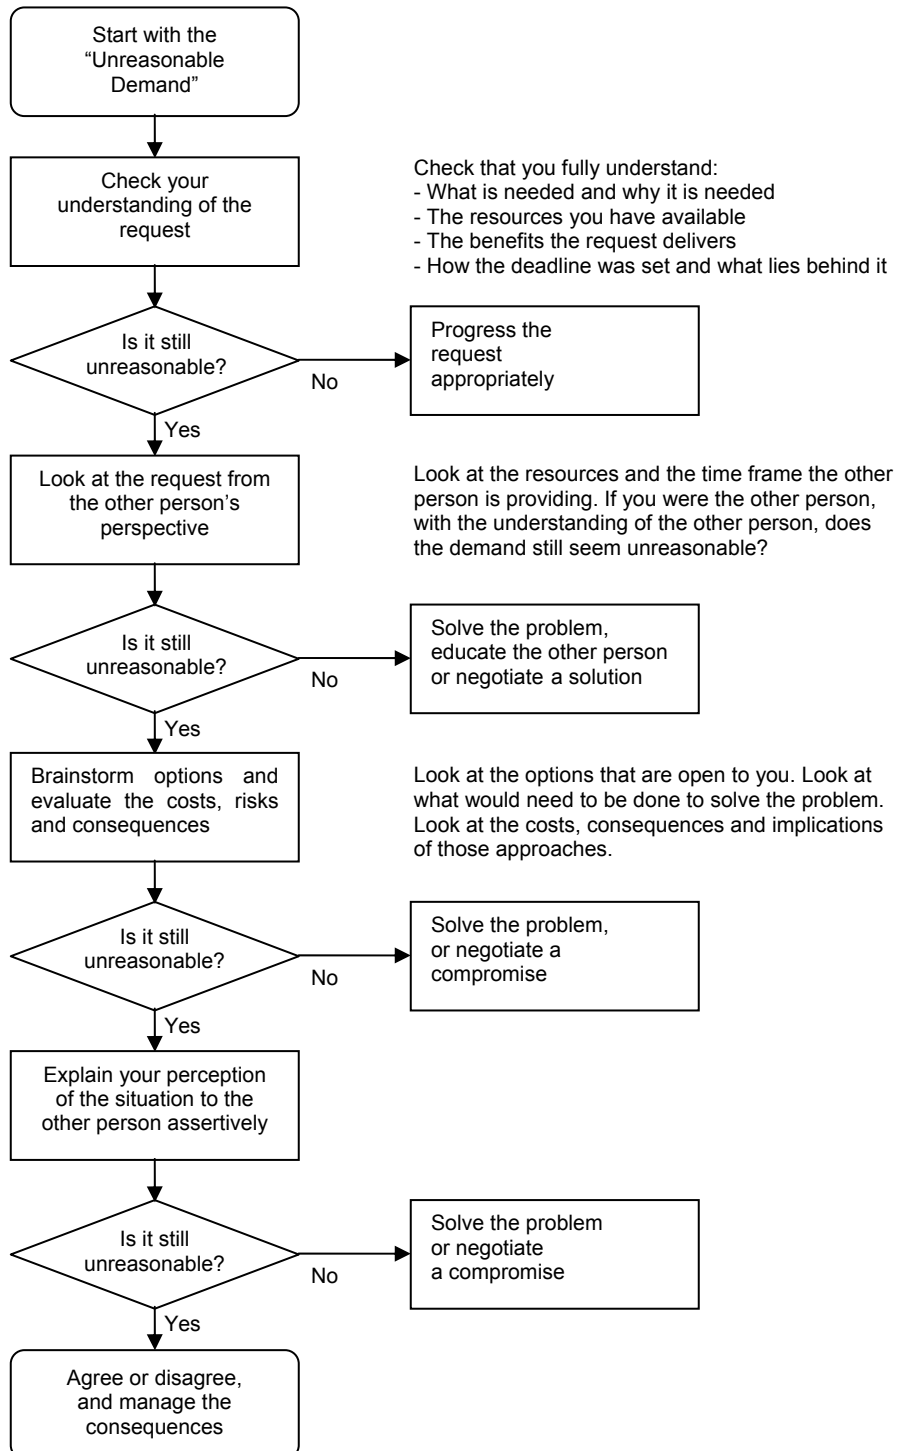 Start with the
“Unreasonable
Demand”
Check your
understanding of the
request
Check that you fully understand:
- What is needed and why it is needed
- The resources you have available
- The benefits the request delivers
- How the deadline was set and what lies behind it
Is it still
unreasonable?
No
Progress the
request
appropriately
Yes
Look at the request from
the other person’s
perspective
Look at the resources and the time frame the other
person is providing. If you were the other person,
with the understanding of the other person, does
the demand still seem unreasonable?
Is it still
unreasonable?
No
Solve the problem,
educate the other person
or negotiate a solution
Yes
Brainstorm options and
evaluate the costs, risks
and consequences
Look at the options that are open to you. Look at
what would need to be done to solve the problem.
Look at the costs, consequences and implications
of those approaches.
Is it still
unreasonable?
No
Solve the problem,
or negotiate a
compromise
Yes
Explain your perception
of the situation to the
other person assertively
Is it still
unreasonable?
No
Solve the problem
or negotiate
a compromise
Yes
Agree or disagree,
and manage the
consequences